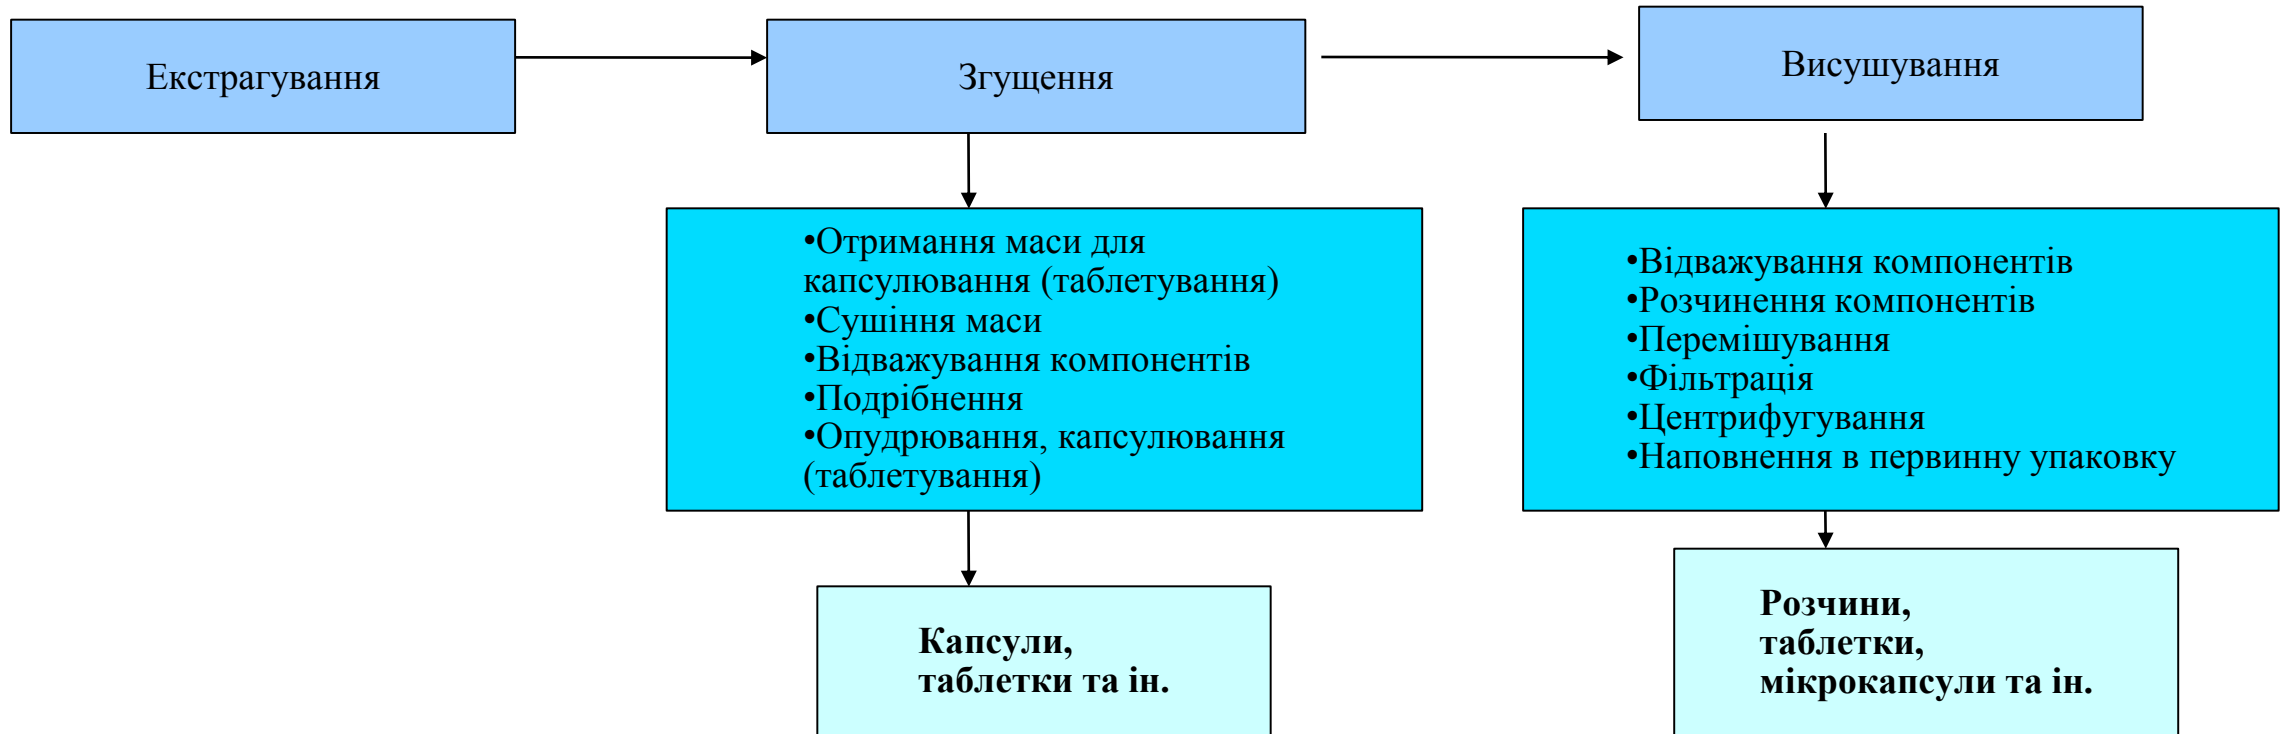 Екстрагування
Згущення
Висушування
•Отримання маси для
капсулювання (таблетування)
•Сушіння маси
•Відважування компонентів
•Подрібнення
•Опудрювання, капсулювання
(таблетування)
•Відважування компонентів
•Розчинення компонентів
•Перемішування
•Фільтрація
•Центрифугування
•Наповнення в первинну упаковку
Капсули,
таблетки та ін.
Розчини,
таблетки,
мікрокапсули та ін.